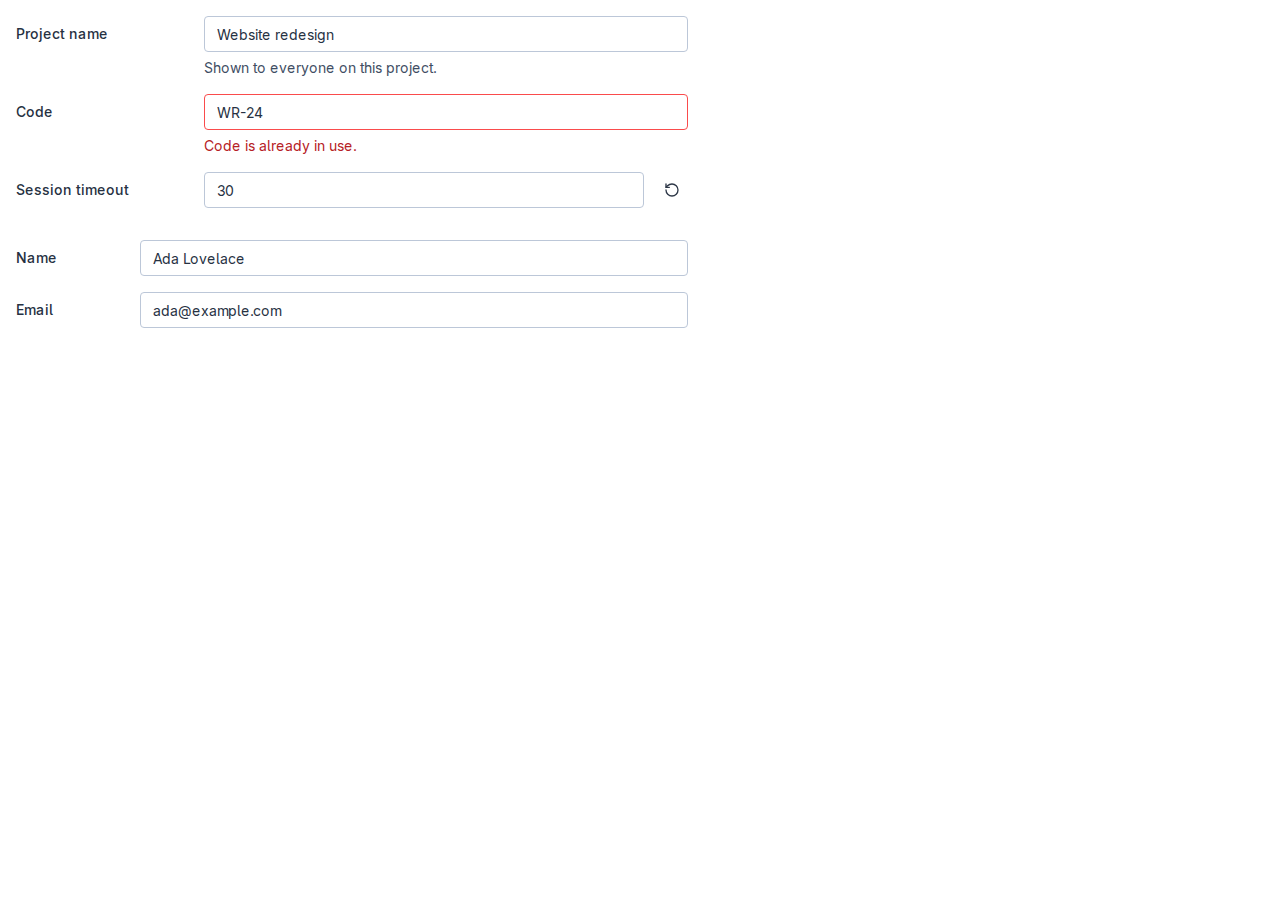 Project name
Website redesign
Shown to everyone on this project.
Code
WR-24
Code is already in use.
Session timeout
30
Name
Ada Lovelace
Email
ada@example.com